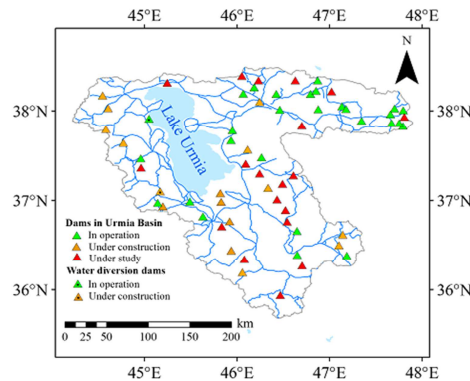 45°E 46°E 47°E 48°E
N
38°N 38°N
Lake Urmia
37°N 37°N
Dams in Urmia Basin
In operation
Under construction
Under study
Water diversion dams
In operation
Under construction
36°N 36°N
km
0 25 50 100 150 200
45°E 46°E 47°E 48°E